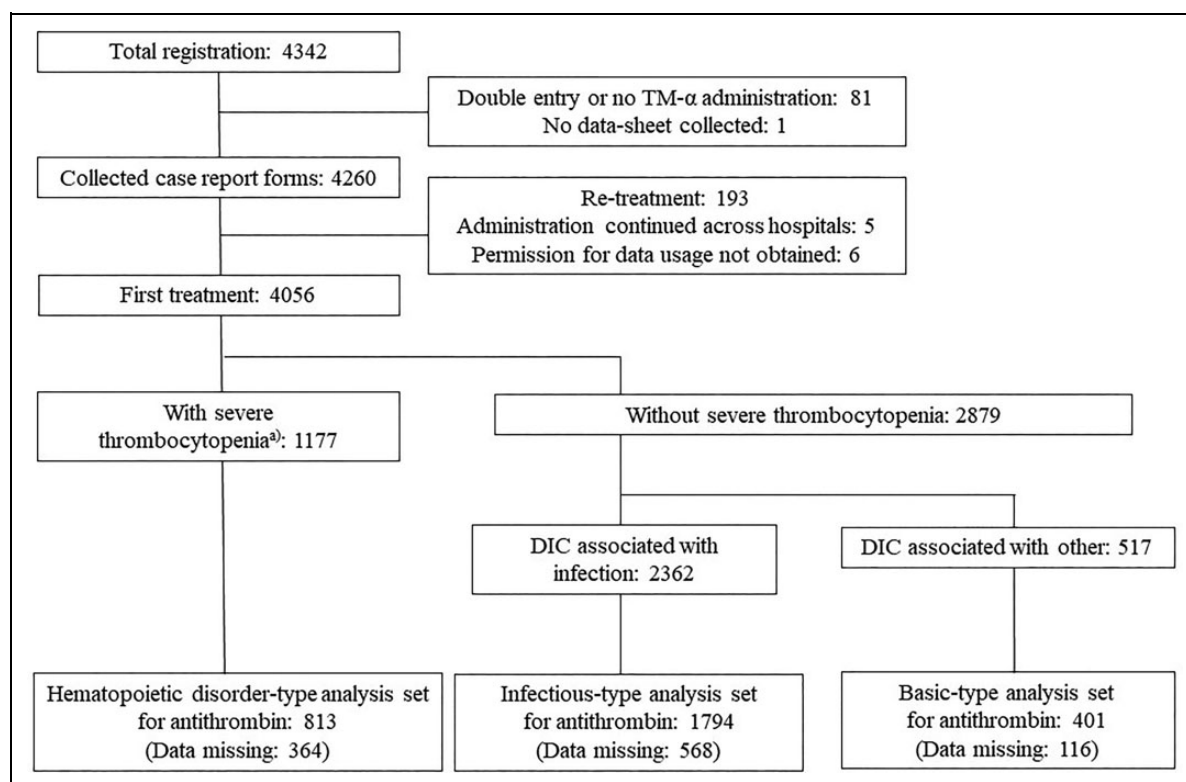 Total registration: 4342
Double entry or no TM-α administration: 81
No data-sheet collected: 1
Collected case report forms: 4260
Re-treatment: 193
Administration continued across hospitals: 5
Permission for data usage not obtained: 6
First treatment: 4056
With severe
thrombocytopenia^a): 1177
Without severe thrombocytopenia: 2879
DIC associated with
infection: 2362
DIC associated with other: 517
Hematopoietic disorder-type analysis set
for antithrombin: 813
(Data missing: 364)
Infectious-type analysis set
for antithrombin: 1794
(Data missing: 568)
Basic-type analysis set
for antithrombin: 401
(Data missing: 116)